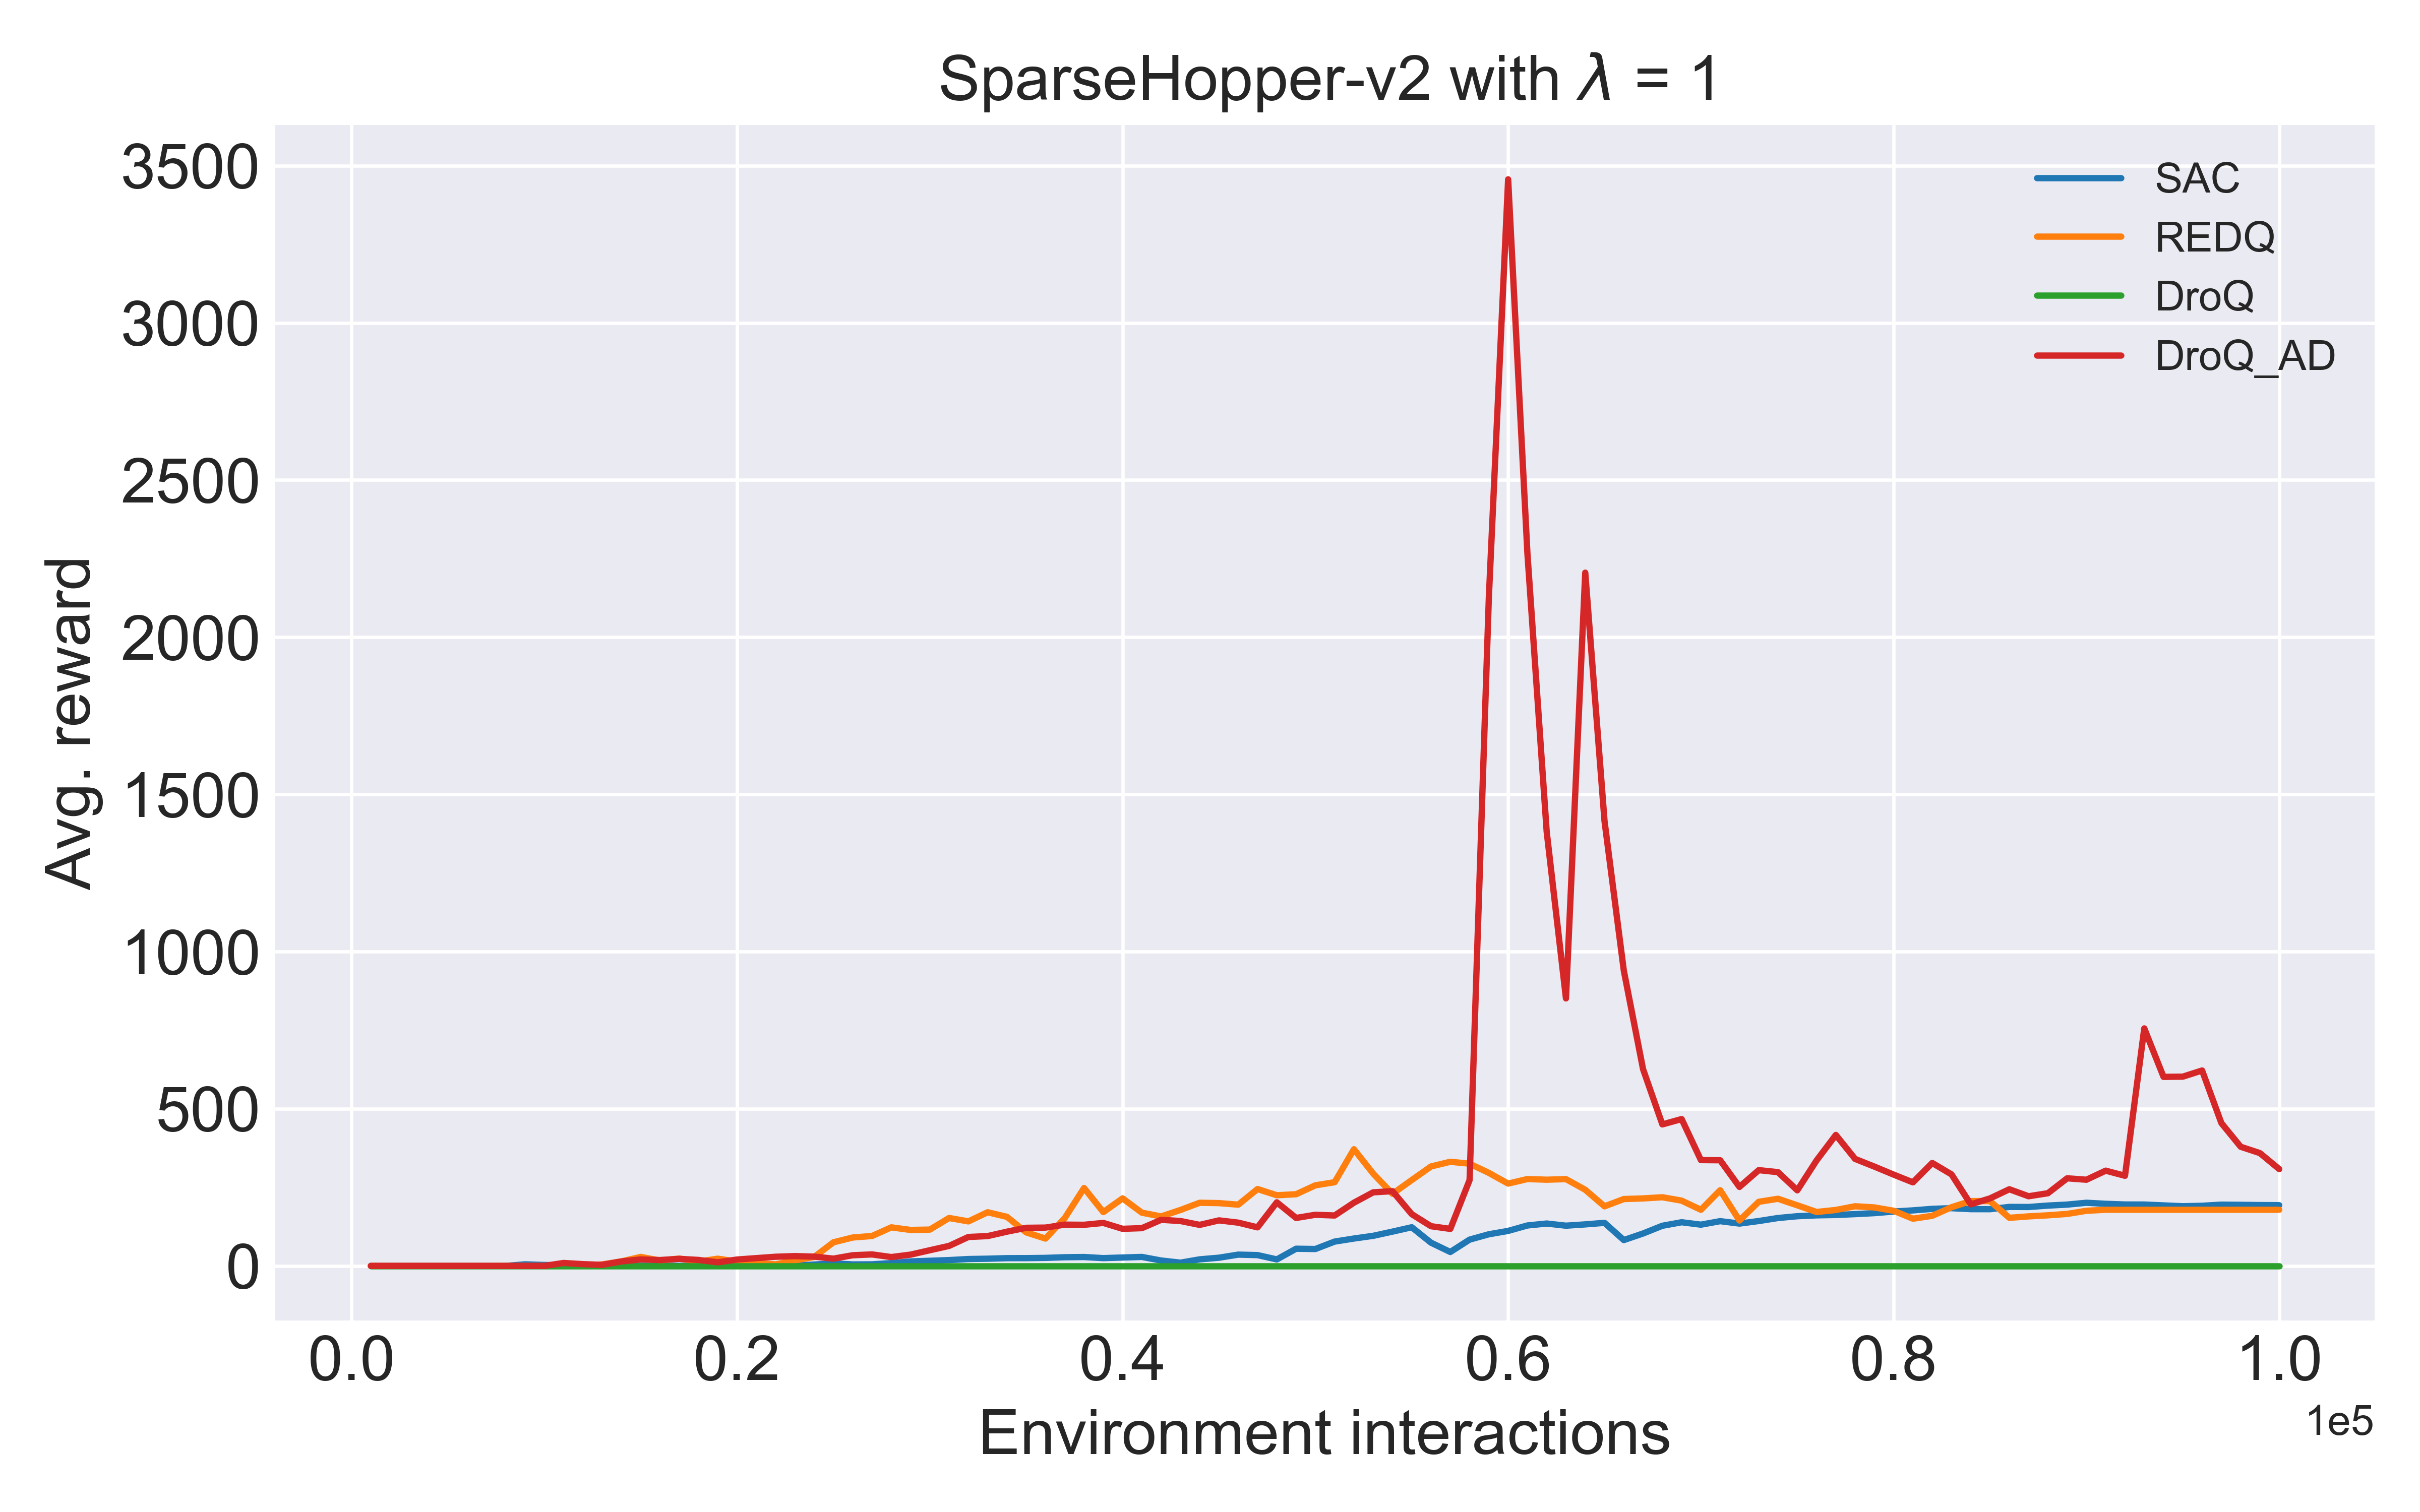 SparseHopper-v2 with λ = 1
3500
3000
2500
2000
1500
1000
500
0
Avg. reward
SAC
REDQ
DroQ
DroQ_AD
0.0 0.2 0.4 0.6 0.8 1.0
1e5
Environment interactions